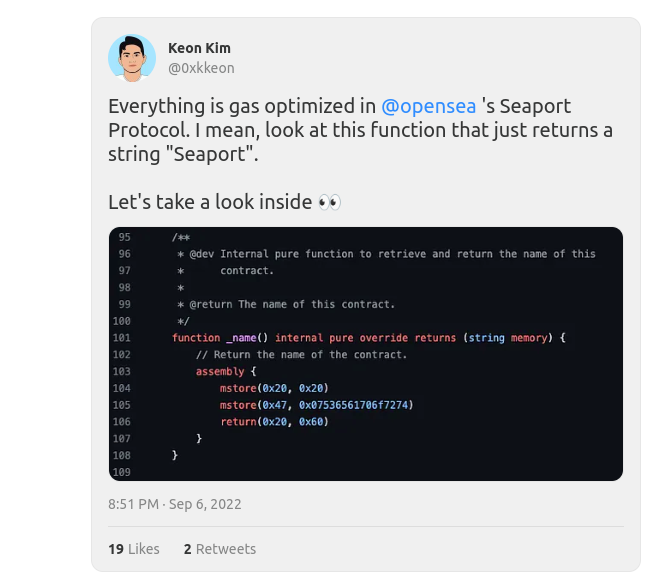 Keon Kim
@0xkkeon
Everything is gas optimized in @opensea 's Seaport
Protocol. I mean, look at this function that just returns a
string "Seaport".
Let's take a look inside 👀
95 /**
96 * @dev Internal pure function to retrieve and return the name of this
97 * contract.
98 *
99 * @return The name of this contract.
100 */
101 function _name() internal pure override returns (string memory) {
102 // Return the name of the contract.
103 assembly {
104 mstore(0x20, 0x20)
105 mstore(0x47, 0x07536561706f7274)
106 return(0x20, 0x60)
107 }
108 }
109
8:51 PM · Sep 6, 2022
19 Likes 2 Retweets